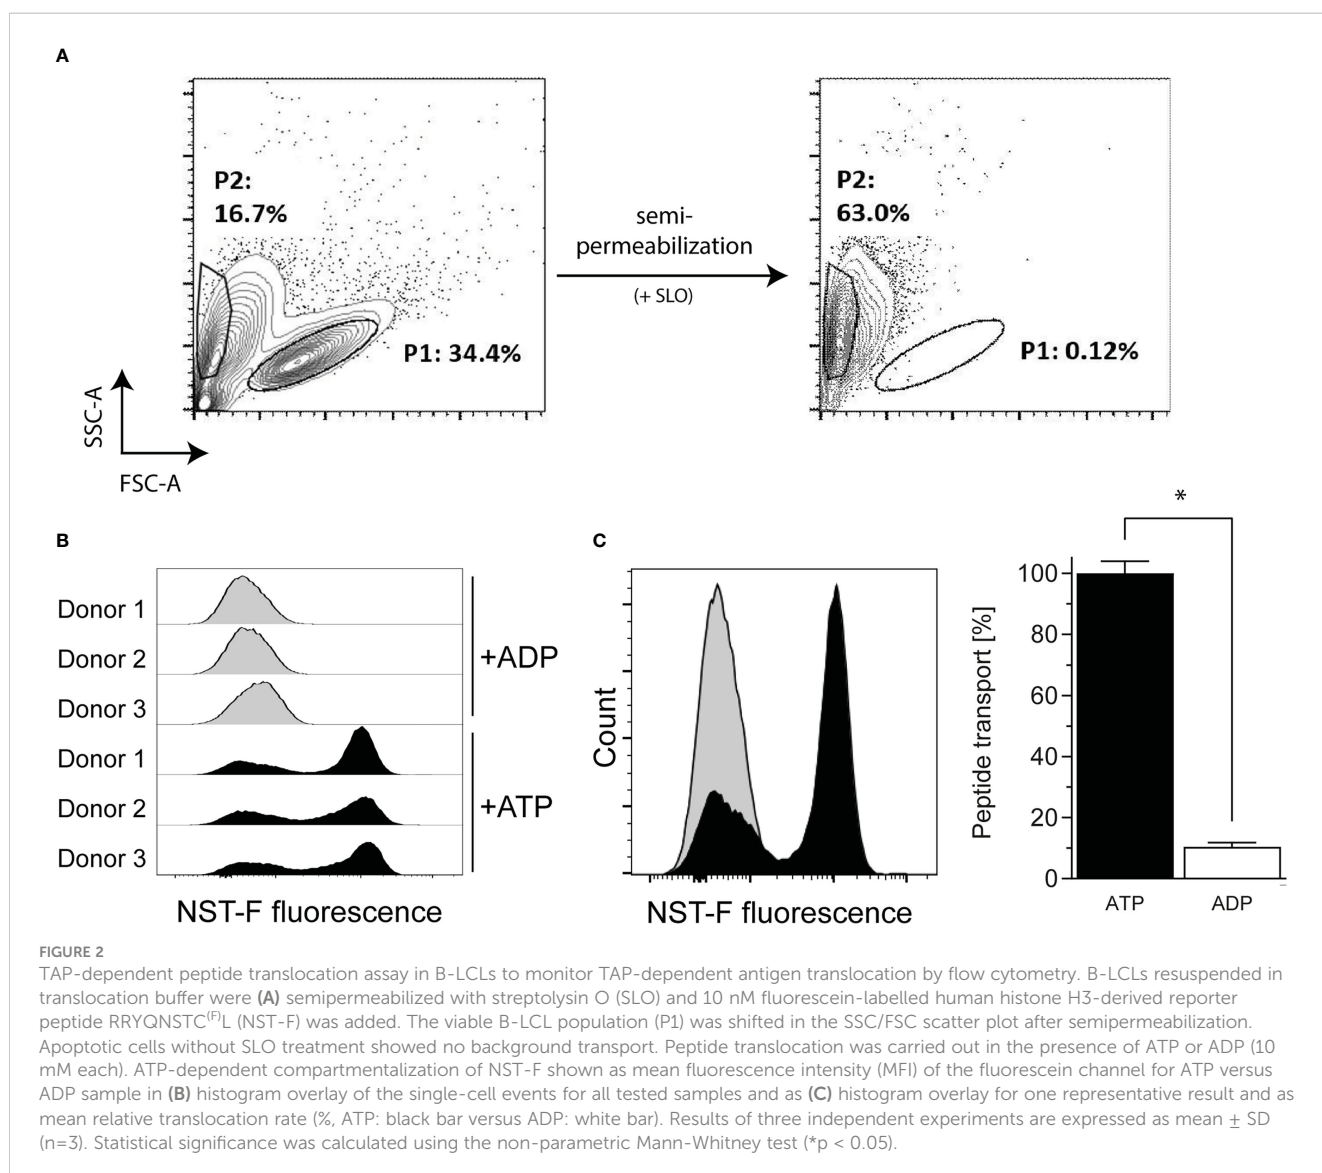 A
P2:
16.7%
P1: 34.4%
SSC-A
FSC-A
semi-
permeabilization
(+ SLO)
P2:
63.0%
P1: 0.12%
B
Donor 1
Donor 2
Donor 3
+ADP
Donor 1
Donor 2
Donor 3
+ATP
NST-F fluorescence
C
Count
NST-F fluorescence
*
Peptide transport [%]
100
80
60
40
20
0
ATP
ADP
FIGURE 2
TAP-dependent peptide translocation assay in B-LCLs to monitor TAP-dependent antigen translocation by flow cytometry. B-LCLs resuspended in
translocation buffer were (A) semipermeabilized with streptolysin O (SLO) and 10 nM fluorescein-labelled human histone H3-derived reporter
peptide RRYQNSTC(F)L (NST-F) was added. The viable B-LCL population (P1) was shifted in the SSC/FSC scatter plot after semipermeabilization.
Apoptotic cells without SLO treatment showed no background transport. Peptide translocation was carried out in the presence of ATP or ADP (10
mM each). ATP-dependent compartmentalization of NST-F shown as mean fluorescence intensity (MFI) of the fluorescein channel for ATP versus
ADP sample in (B) histogram overlay of the single-cell events for all tested samples and as (C) histogram overlay for one representative result and as
mean relative translocation rate (%, ATP: black bar versus ADP: white bar). Results of three independent experiments are expressed as mean ± SD
(n=3). Statistical significance was calculated using the non-parametric Mann-Whitney test (*p < 0.05).